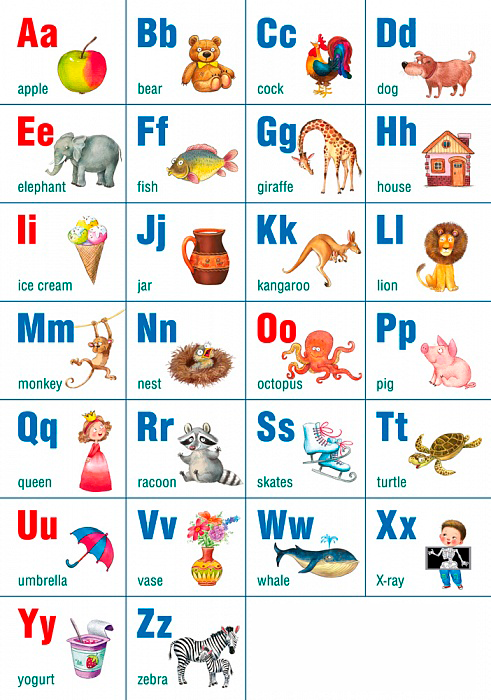 Aa
apple
Bb
bear
Cc
cock
Dd
dog
Ee
elephant
Ff
fish
Gg
giraffe
Hh
house
Ii
ice cream
Jj
jar
Kk
kangaroo
Ll
lion
Mm
monkey
Nn
nest
Oo
octopus
Pp
pig
Qq
queen
Rr
racoon
Ss
skates
Tt
turtle
Uu
umbrella
Vv
vase
Ww
whale
Xx
X-ray
Yy
yogurt
Zz
zebra